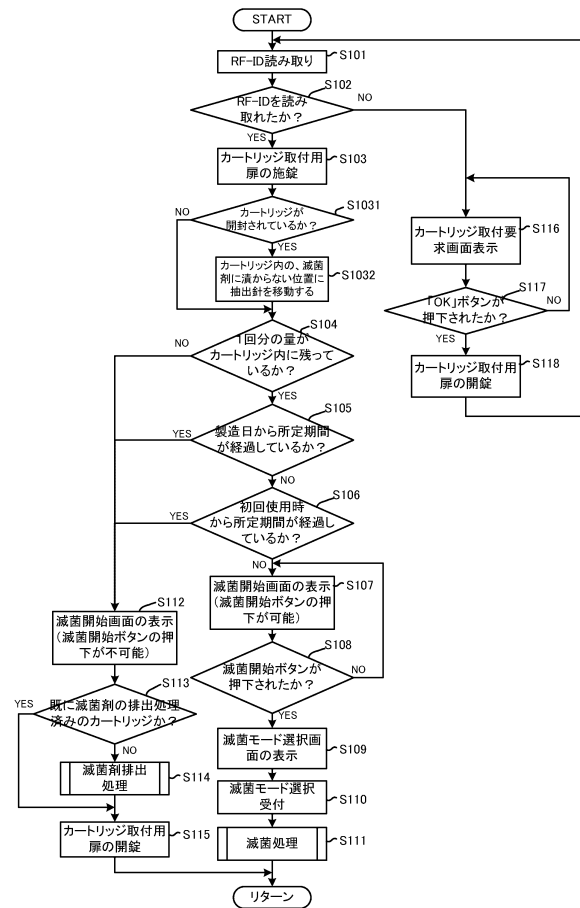 START
RF-ID読み取り
S101
RF-IDを読み
取れたか？
S102
NO
YES
カートリッジ取付用
扉の施錠
S103
カートリッジが
開封されているか？
S1031
NO
YES
カートリッジ内の、滅菌
剤に漬からない位置に
抽出針を移動する
S1032
1回分の量が
カートリッジ内に残って
いるか？
S104
NO
YES
製造日から所定期間
が経過しているか？
S105
YES
NO
初回使用時
から所定期間が経過し
ているか？
S106
YES
NO
滅菌開始画面の表示
（滅菌開始ボタンの押
下が可能）
S107
滅菌開始ボタンが
押下されたか？
S108
NO
YES
滅菌モード選択画
面の表示
S109
滅菌モード選択
受付
S110
滅菌処理
S111
滅菌開始画面の表示
（滅菌開始ボタンの押
下が不可能）
S112
既に滅菌剤の排出処理
済みのカートリッジか？
S113
YES
NO
滅菌剤排出
処理
S114
カートリッジ取付用
扉の開錠
S115
カートリッジ取付要
求画面表示
S116
「OK」ボタンが
押下されたか？
S117
NO
YES
カートリッジ取付用
扉の開錠
S118
リターン